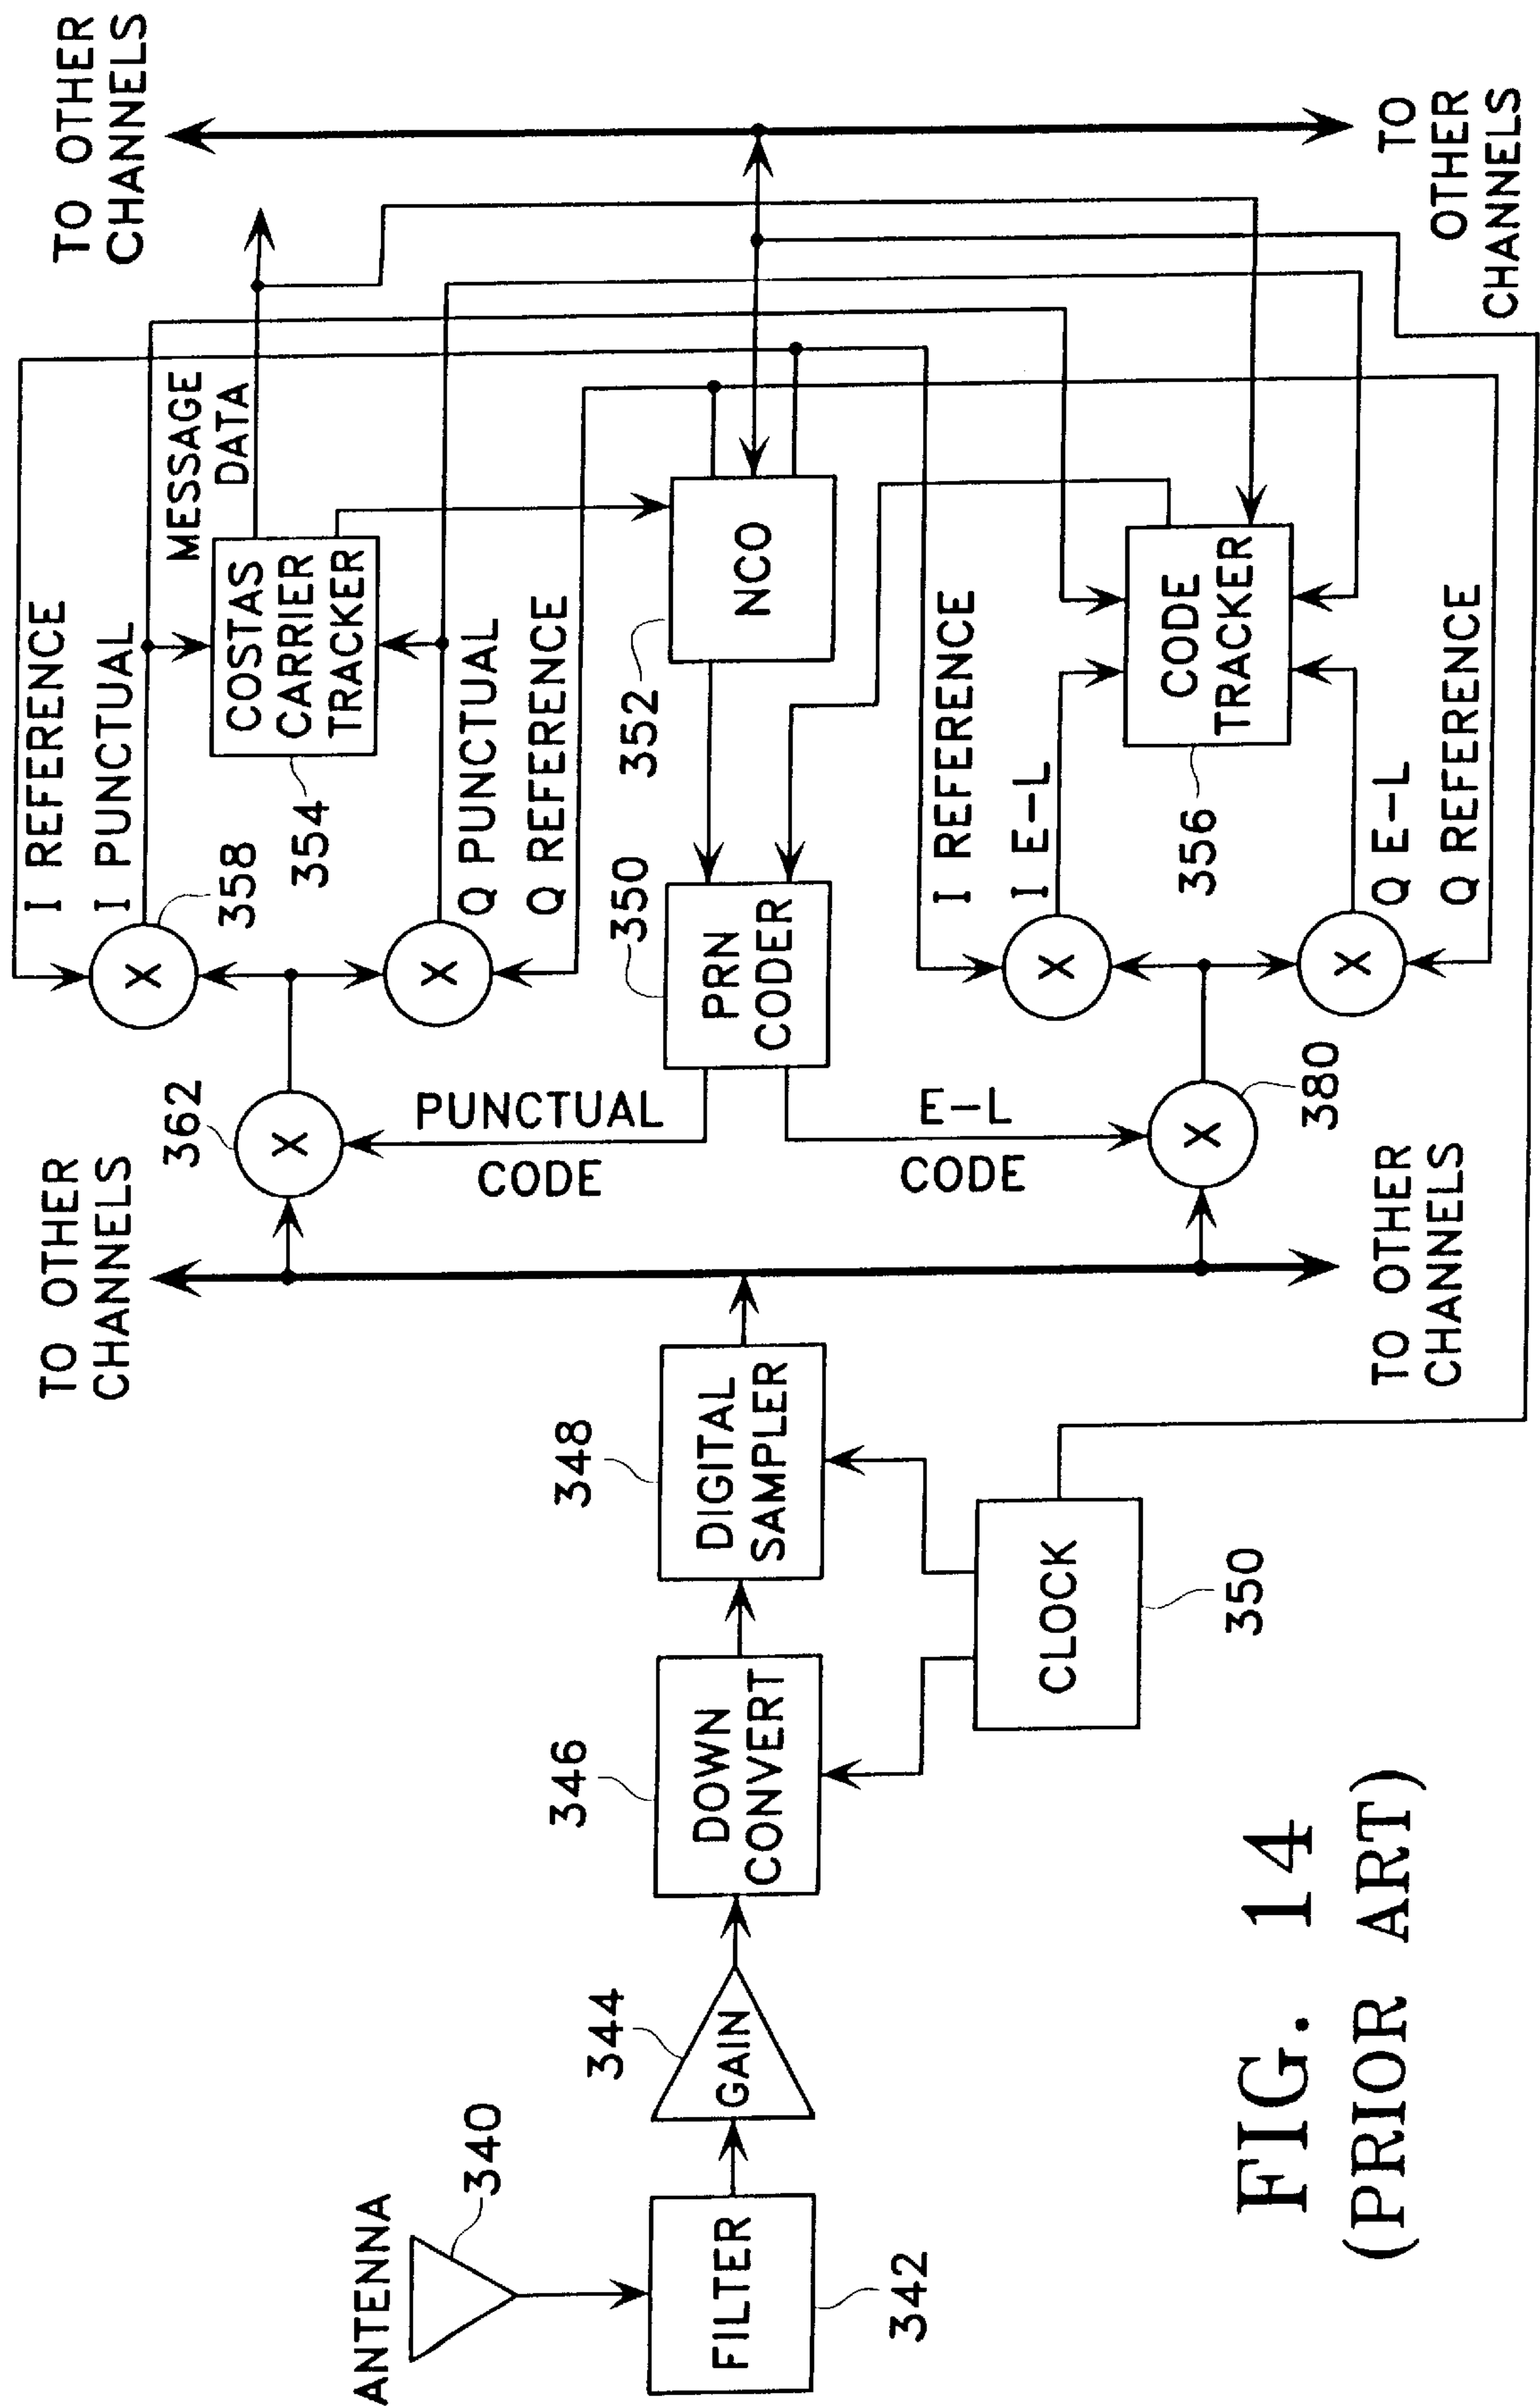 ANTENNA
340
FILTER
342
344
GAIN
346
DOWN
CONVERT
348
DIGITAL
SAMPLER
CLOCK
350
TO OTHER
CHANNELS
TO OTHER
CHANNELS
362
X
PUNCTUAL
CODE
E-L
CODE
X
380
350
PRN
CODER
X
358
X
I REFERENCE
I PUNCTUAL
354
COSTAS
CARRIER
TRACKER
MESSAGE
DATA
Q PUNCTUAL
Q REFERENCE
352
NCO
X
X
I REFERENCE
I E-L
356
CODE
TRACKER
Q E-L
Q REFERENCE
TO OTHER
CHANNELS
TO
OTHER
CHANNELS
FIG. 14
(PRIOR ART)